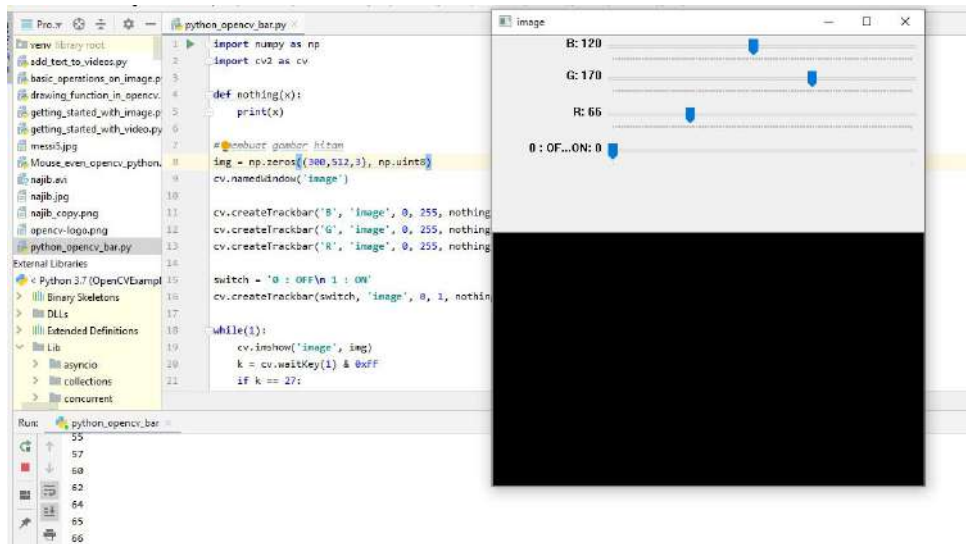 Pro...
python_opencv_bar.py
venv library root
add_text_to_videos.py
basic_operations_on_image.p
drawing_function_in_opencv.
getting_started_with_image.p
getting_started_with_video.py
messi5.jpg
Mouse_even_opencv_python.
najib.avi
najib.jpg
najib_copy.png
opencv-logo.png
python_opencv_bar.py
External Libraries
< Python 3.7 (OpenCVExampl
Binary Skeletons
DLLs
Extended Definitions
Lib
asyncio
collections
concurrent
1 import numpy as np
2 import cv2 as cv
3
4 def nothing(x):
5 print(x)
6
7 #membuat gambar hitam
8 img = np.zeros((300,512,3), np.uint8)
9 cv.namedWindow('image')
10
11 cv.createTrackbar('B', 'image', 0, 255, nothing
12 cv.createTrackbar('G', 'image', 0, 255, nothing
13 cv.createTrackbar('R', 'image', 0, 255, nothing
14
15 switch = '0 : OFF\n 1 : ON'
16 cv.createTrackbar(switch, 'image', 0, 1, nothin
17
18 while(1):
19 cv.imshow('image', img)
20 k = cv.waitKey(1) & 0xFF
21 if k == 27:
image
B: 120
G: 170
R: 66
0 : OF...ON: 0
Run: python_opencv_bar
55
57
60
62
64
65
66